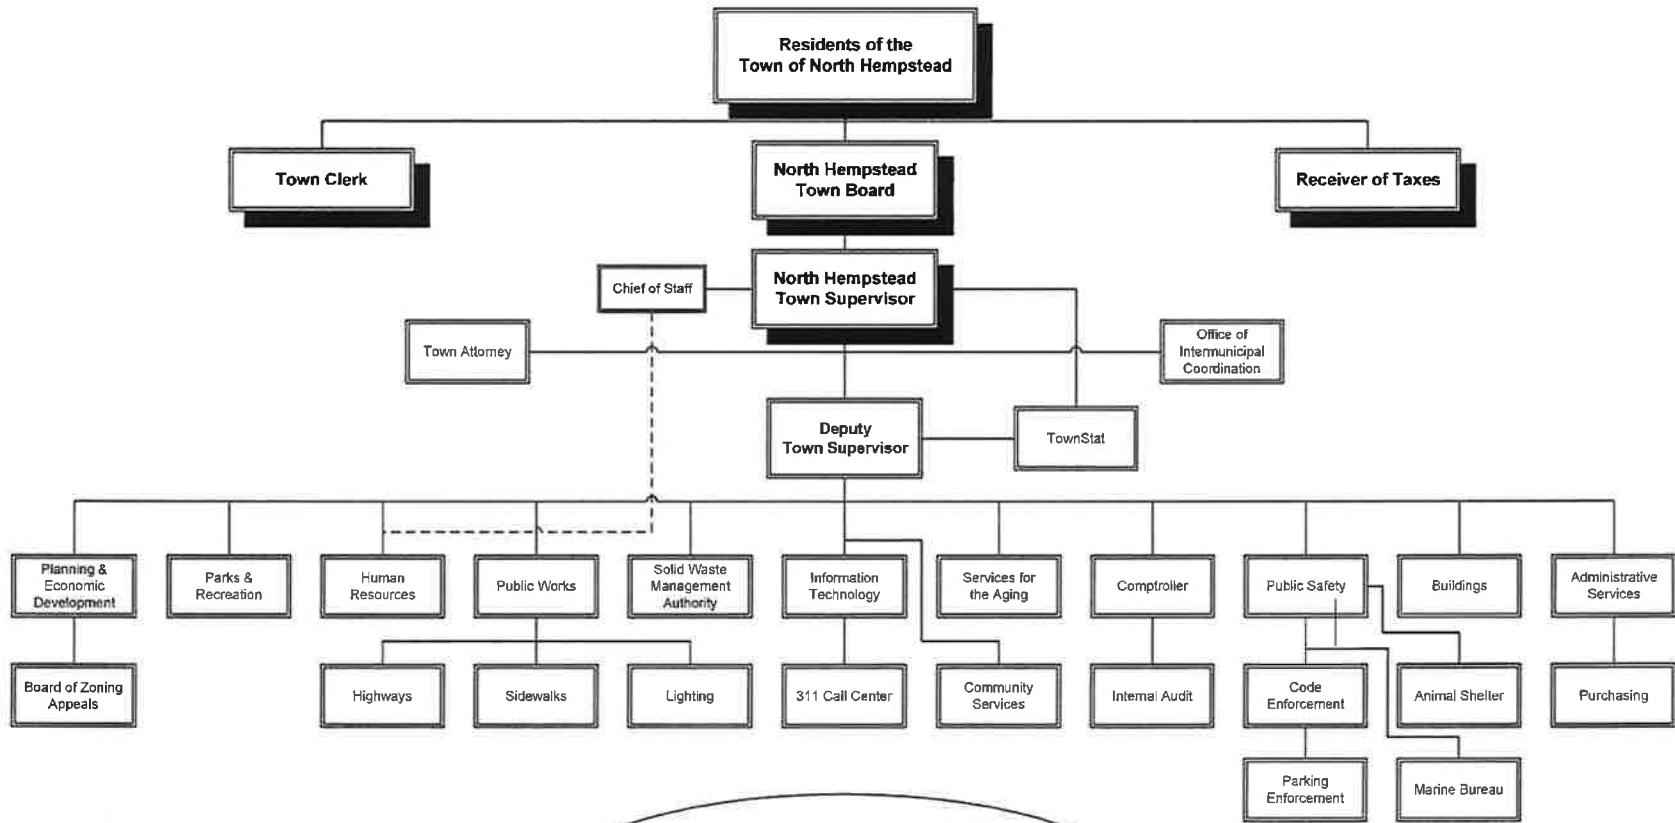 Residents of the
Town of North Hempstead
Town Clerk
North Hempstead
Town Board
Receiver of Taxes
Chief of Staff
North Hempstead
Town Supervisor
Town Attorney
Office of
Intermunicipal
Coordination
Deputy
Town Supervisor
TownStat
Planning &
Economic
Development
Parks &
Recreation
Human
Resources
Public Works
Solid Waste
Management
Authority
Information
Technology
Services for
the Aging
Comptroller
Public Safety
Buildings
Administrative
Services
Board of Zoning
Appeals
Highways
Sidewalks
Lighting
311 Call Center
Community
Services
Internal Audit
Code
Enforcement
Animal Shelter
Purchasing
Parking
Enforcement
Marine Bureau